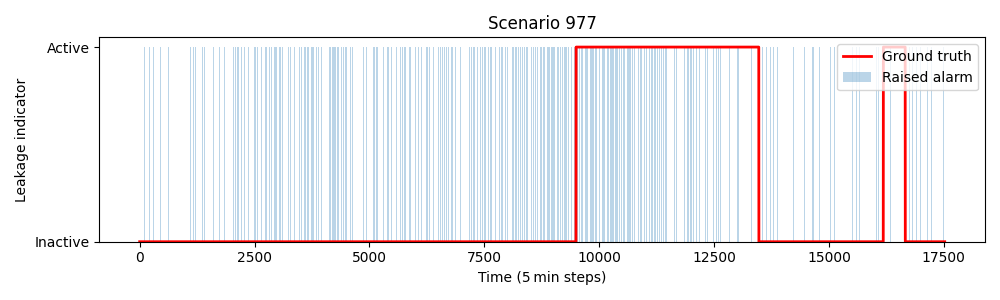 Scenario 977
Active
Inactive
Leakage indicator
Ground truth
Raised alarm
0 2500 5000 7500 10000 12500 15000 17500
Time (5 min steps)